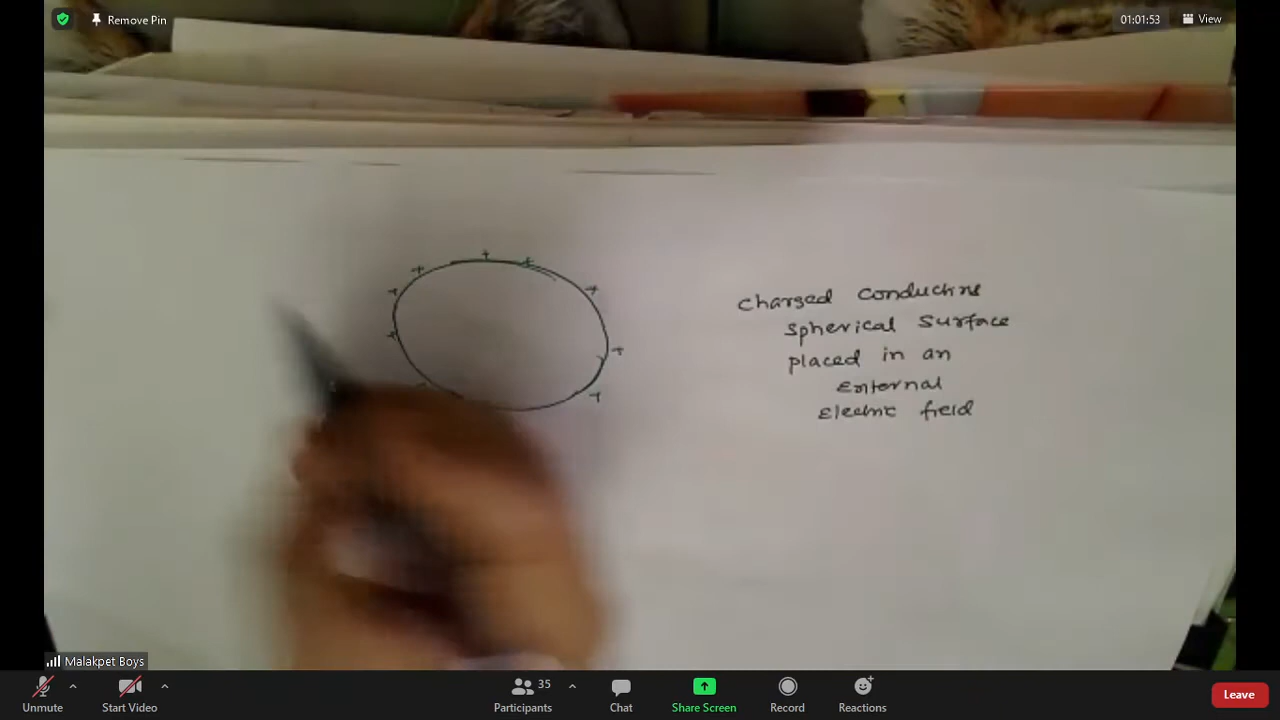 Remove Pin
01:01:53
View
+ + + + + + + + +
charged conducting
spherical surface
placed in an
external
Electric field
Malakpet Boys
Unmute
Start Video
Participants
35
Chat
Share Screen
Record
Reactions
Leave